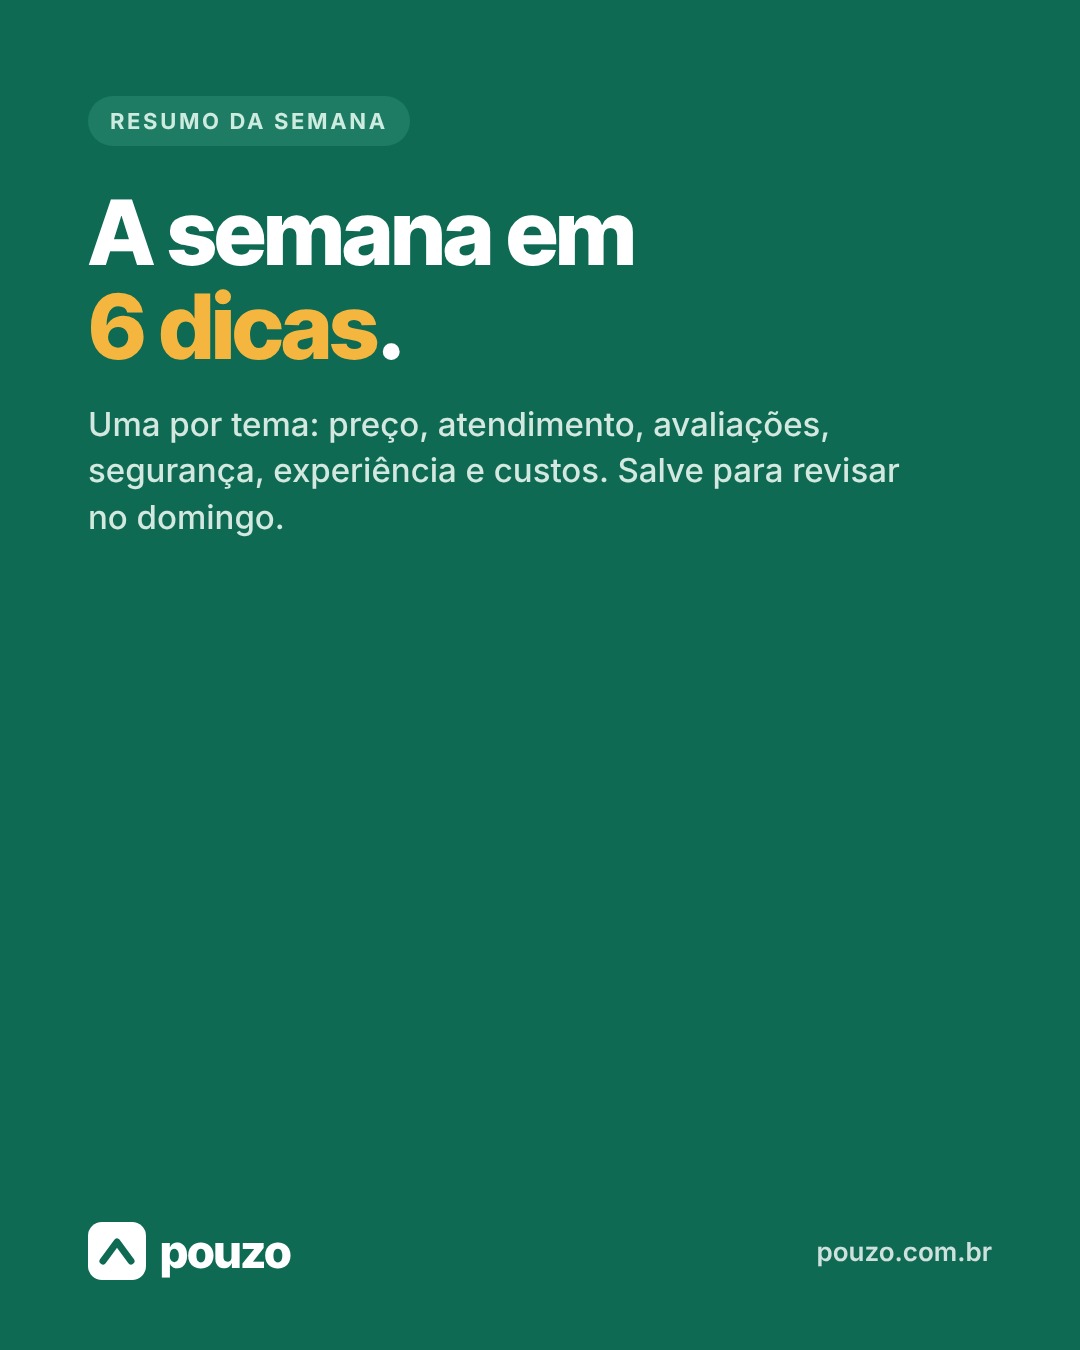 RESUMO DA SEMANA
A semana em
6 dicas.
Uma por tema: preço, atendimento, avaliações,
segurança, experiência e custos. Salve para revisar
no domingo.
pouzo
pouzo.com.br